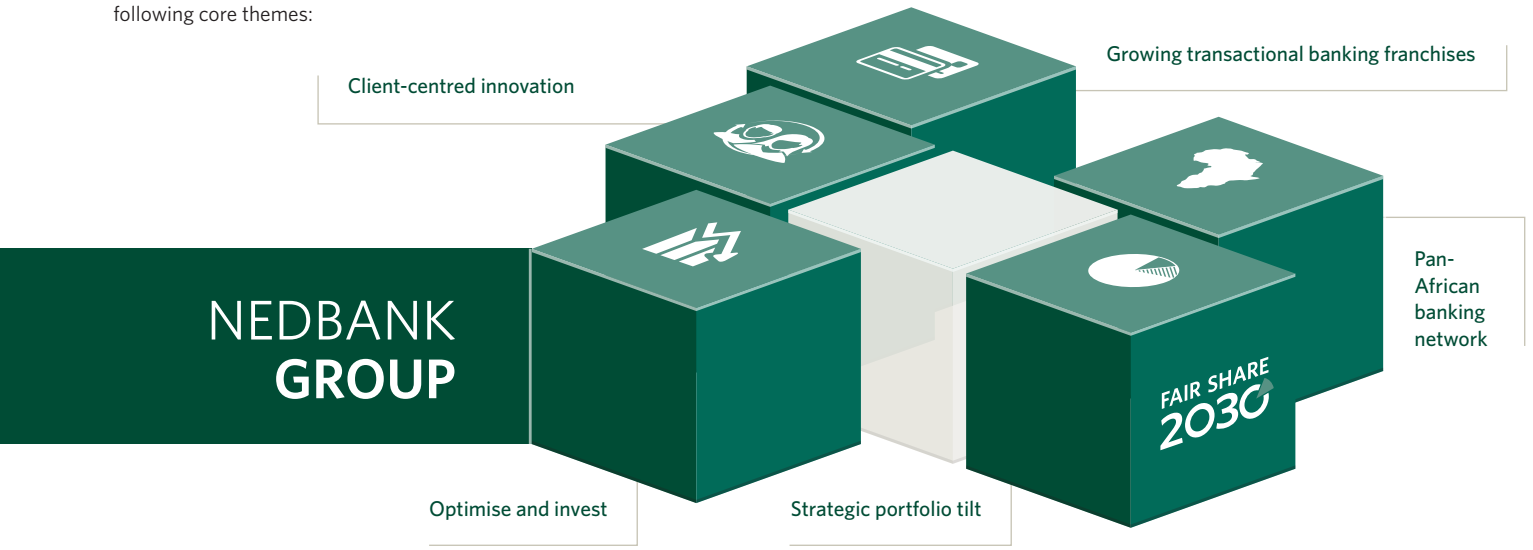 following core themes:
Client-centred innovation
Growing transactional banking franchises
NEDBANK
GROUP
Pan-
African
banking
network
FAIR SHARE
2030
Optimise and invest
Strategic portfolio tilt